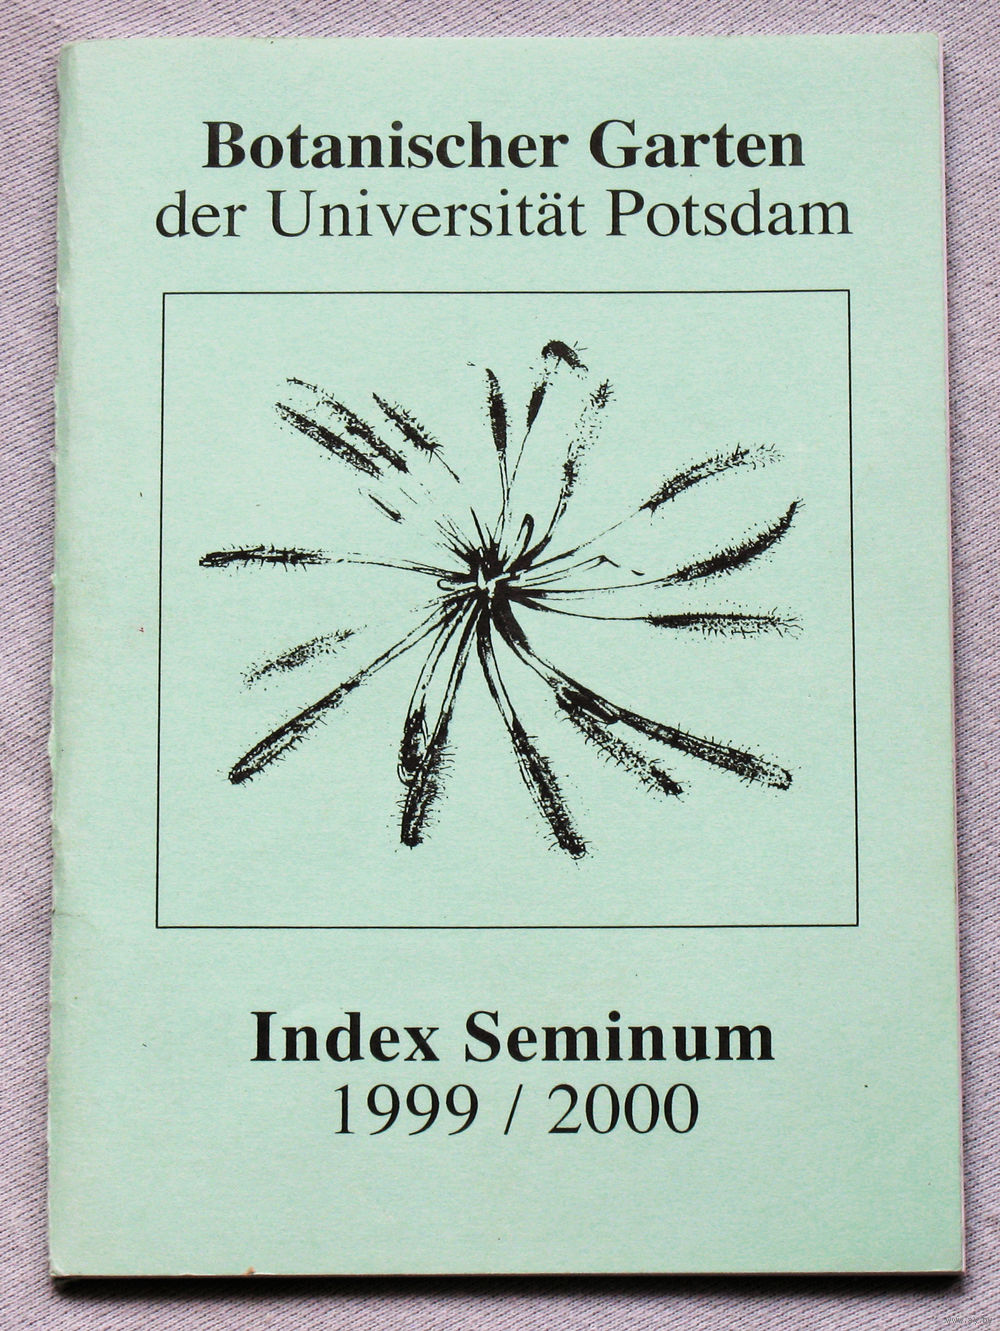 Botanischer Garten
der Universität Potsdam
Index Seminum
1999 / 2000